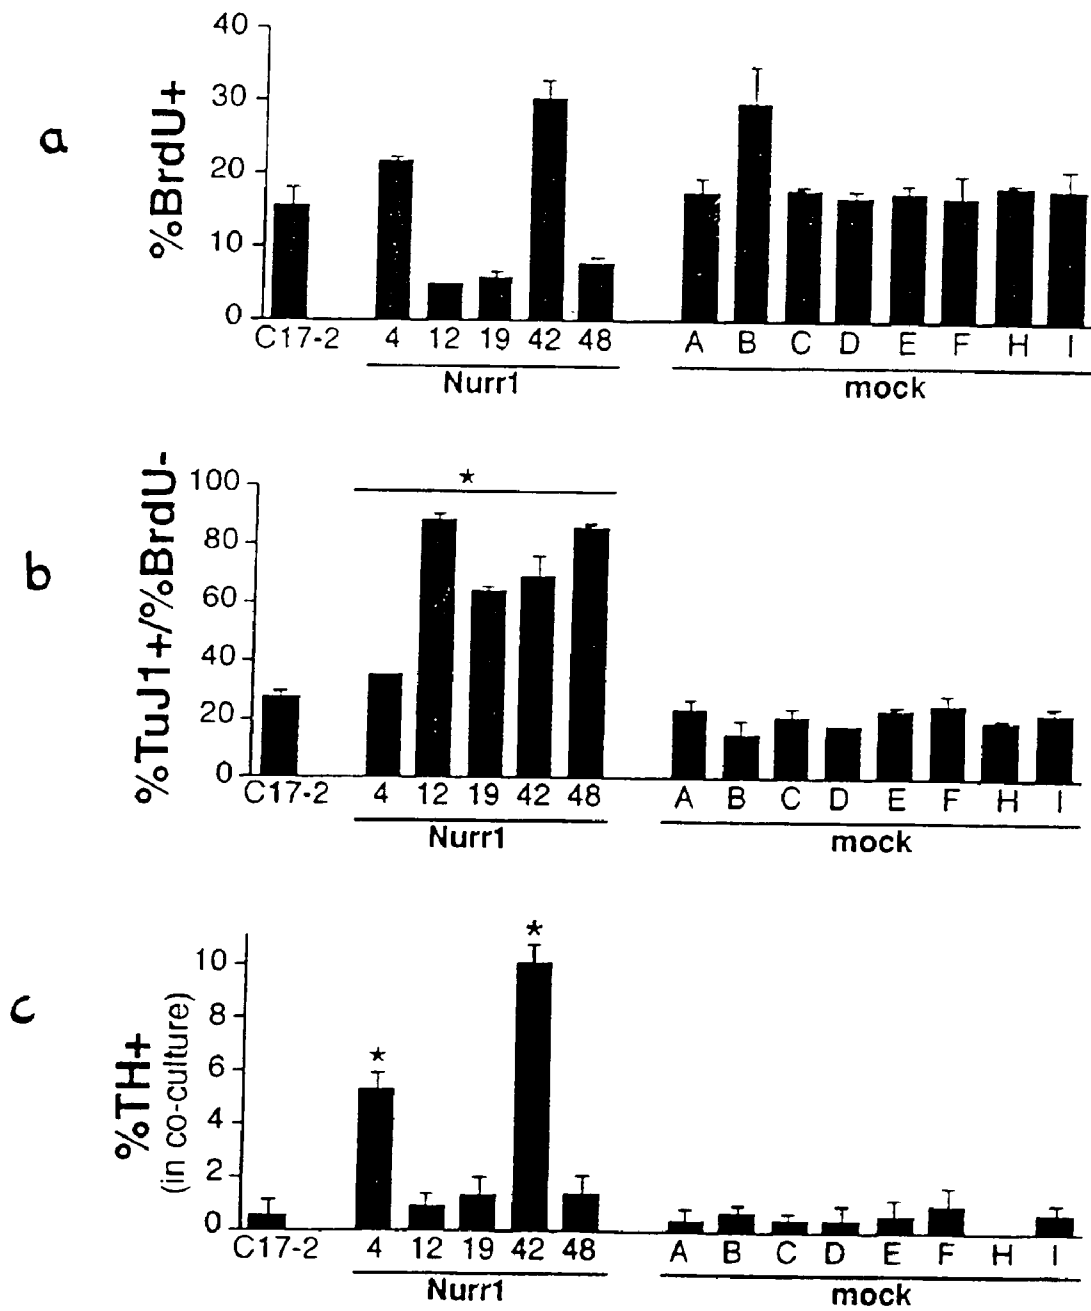 a
%BrdU+
40
30
20
10
0
C17-2 4 12 19 42 48 A B C D E F H I
Nurr1 mock
b
%TuJ1+/%BrdU-
100
80
60
40
20
0
*
C17-2 4 12 19 42 48 A B C D E F H I
Nurr1 mock
c
%TH+
(in co-culture)
10
8
6
4
2
0
*
*
C17-2 4 12 19 42 48 A B C D E F H I
Nurr1 mock